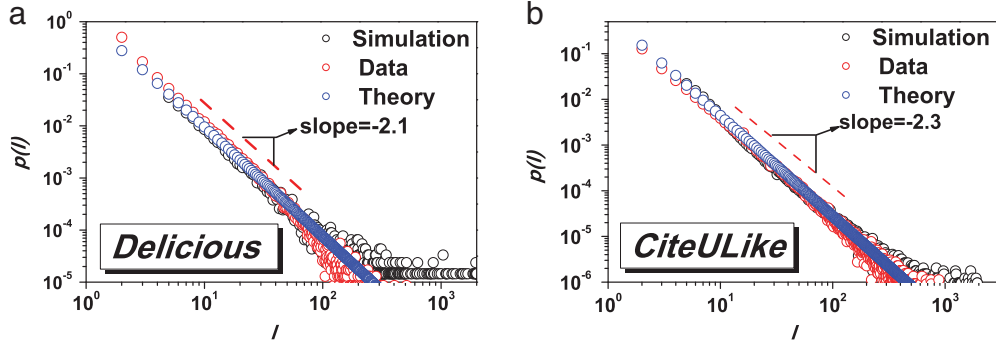 a
10^0
10^-1
10^-2
10^-3
10^-4
10^-5
p(l)
Simulation
Data
Theory
slope=-2.1
Delicious
10^0
10^1
10^2
10^3
l
b
10^-1
10^-2
10^-3
10^-4
10^-5
10^-6
p(l)
Simulation
Data
Theory
slope=-2.3
CiteULike
10^0
10^1
10^2
10^3
l